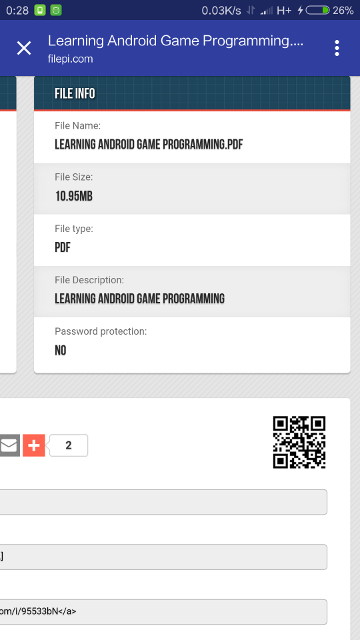 0:28
0.03K/s H+ 26%
Learning Android Game Programming....
filepi.com
FILE INFO
File Name:
LEARNING ANDROID GAME PROGRAMMING.PDF
File Size:
10.95MB
File type:
PDF
File Description:
LEARNING ANDROID GAME PROGRAMMING
Password protection:
NO
2
]
om/I/95533bN</a>